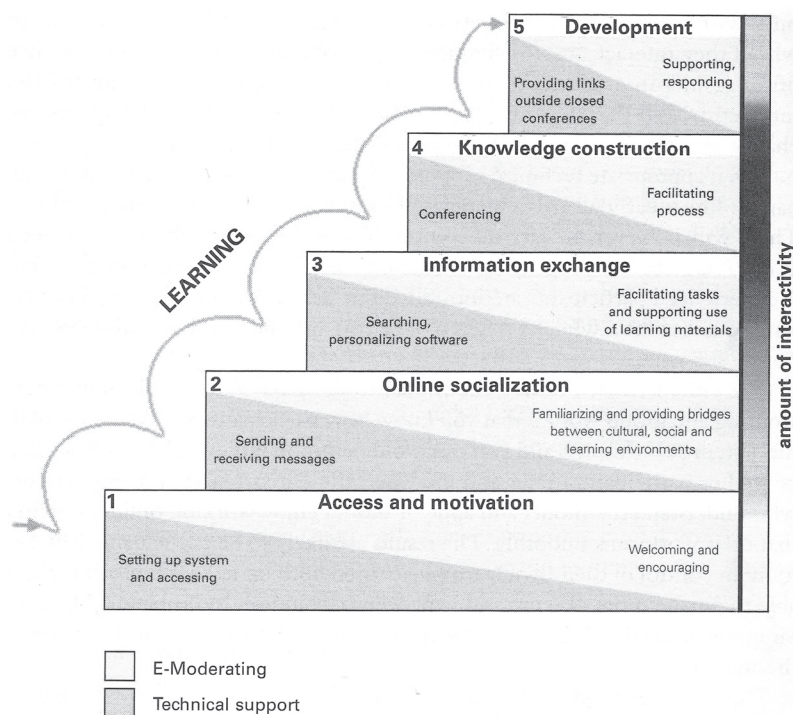 5 Development
Supporting,
responding
Providing links
outside closed
conferences
4 Knowledge construction
Facilitating
process
Conferencing
3 Information exchange
Facilitating tasks
and supporting use
of learning materials
Searching,
personalizing software
2 Online socialization
Familiarizing and providing bridges
between cultural, social and
learning environments
Sending and
receiving messages
1 Access and motivation
Welcoming and
encouraging
Setting up system
and accessing
LEARNING
amount of interactivity
E-Moderating
Technical support